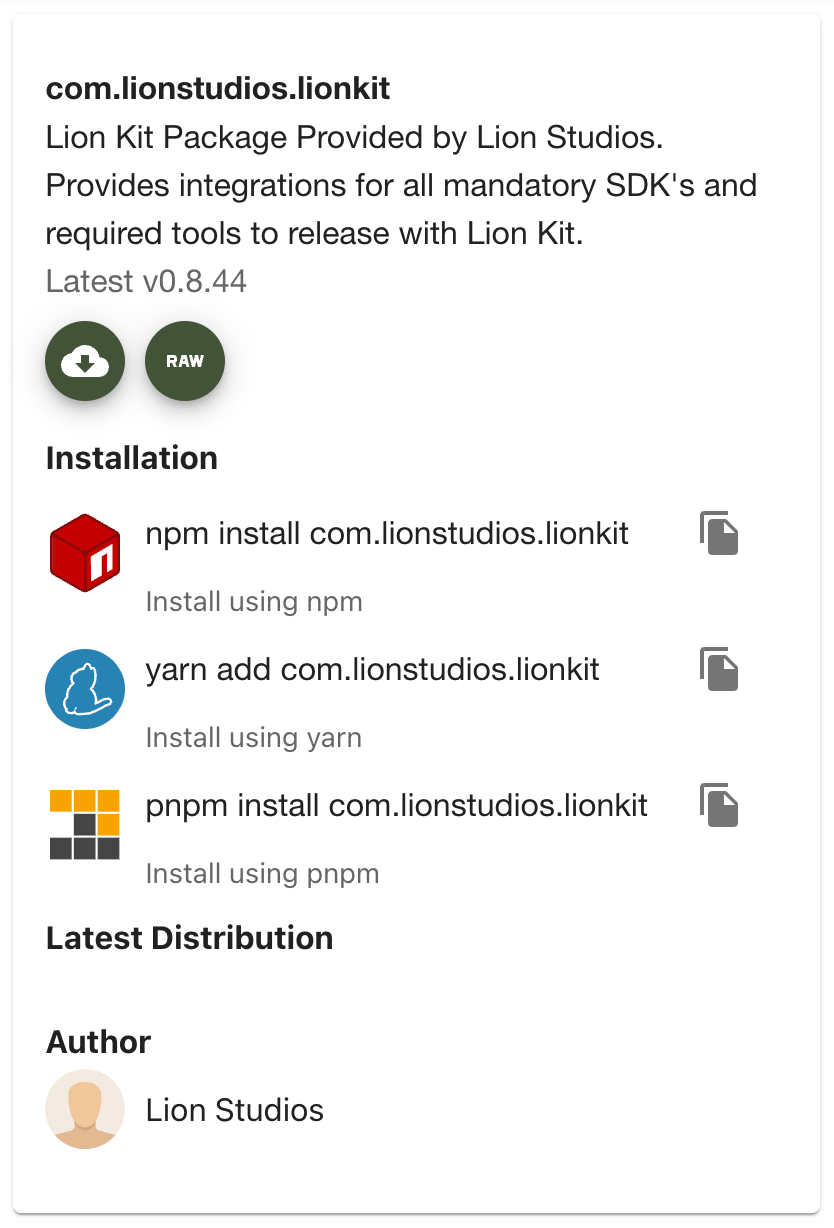 com.lionstudios.lionkit
Lion Kit Package Provided by Lion Studios.
Provides integrations for all mandatory SDK's and
required tools to release with Lion Kit.
Latest v0.8.44
RAW
Installation
npm install com.lionstudios.lionkit
Install using npm
yarn add com.lionstudios.lionkit
Install using yarn
pnpm install com.lionstudios.lionkit
Install using pnpm
Latest Distribution
Author
Lion Studios